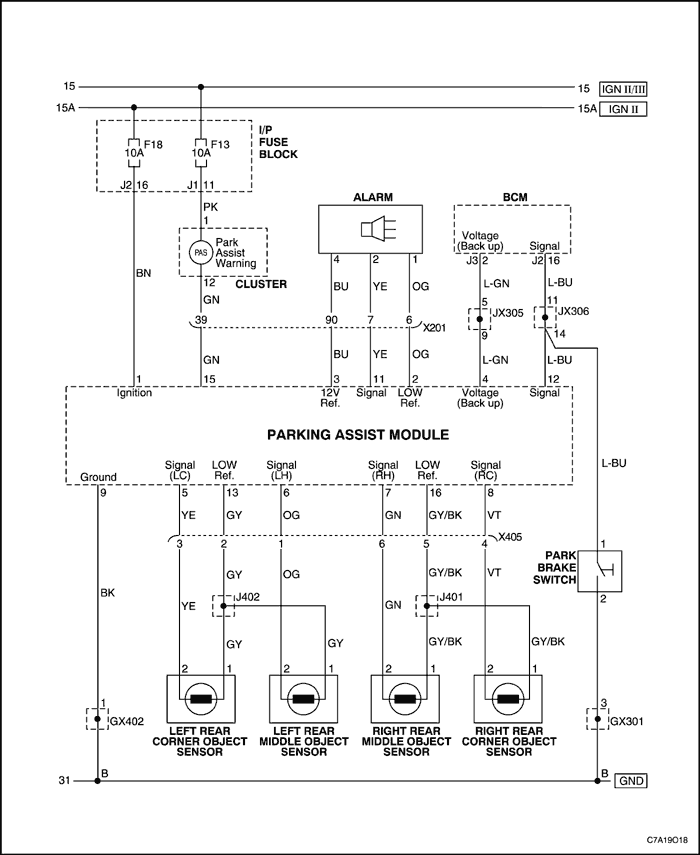 15 15 IGN II/III
15A 15A IGN II
I/P
FUSE
BLOCK
F18
10A
F13
10A
J2 16 J1 11
PK
1
PAS
Park
Assist
Warning
12
CLUSTER
BN
GN
39
GN
ALARM
4 2 1
BU YE OG
90 7 6
X201
BU YE OG
BCM
Voltage
(Back up)
Signal
J3 2 J2 16
L-GN L-BU
5 JX305
9
11 JX306
14
L-GN L-BU
1 15 3 11 2 4 12
Ignition
12V
Ref.
Signal
LOW
Ref.
Voltage
(Back up)
Signal
PARKING ASSIST MODULE
L-BU
Ground
Signal
(LC)
LOW
Ref.
Signal
(LH)
Signal
(RH)
LOW
Ref.
Signal
(RC)
9 5 13 6 7 16 8
YE GY OG GN GY/BK VT
X405
3 2 1 6 5 4
GY OG GY/BK VT
PARK
BRAKE
SWITCH
1
2
BK
YE
J402
GN
J401
GY GY GY/BK GY/BK
2 1 2 1 2 1 2 1
LEFT REAR
CORNER OBJECT
SENSOR
LEFT REAR
MIDDLE OBJECT
SENSOR
RIGHT REAR
MIDDLE OBJECT
SENSOR
RIGHT REAR
CORNER OBJECT
SENSOR
1
GX402
3
GX301
31 B B GND
C7A19O18